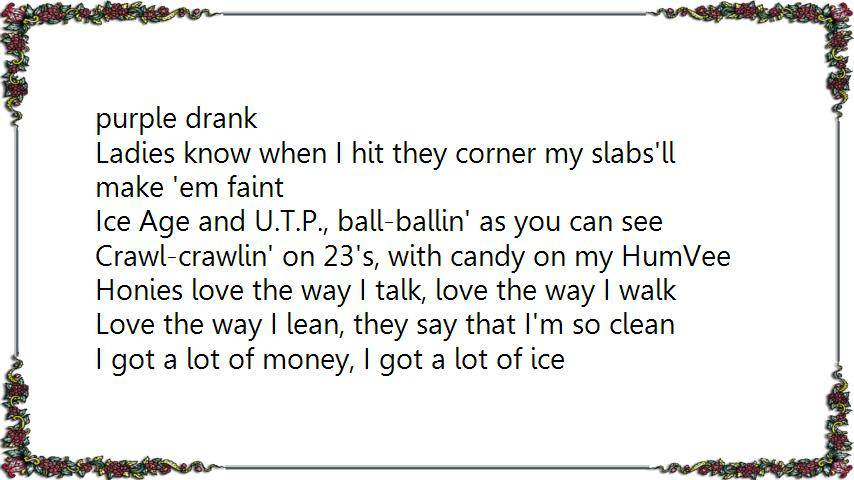 purple drank
Ladies know when I hit they corner my slabs'll
make 'em faint
Ice Age and U.T.P., ball-ballin' as you can see
Crawl-crawlin' on 23's, with candy on my HumVee
Honies love the way I talk, love the way I walk
Love the way I lean, they say that I'm so clean
I got a lot of money, I got a lot of ice